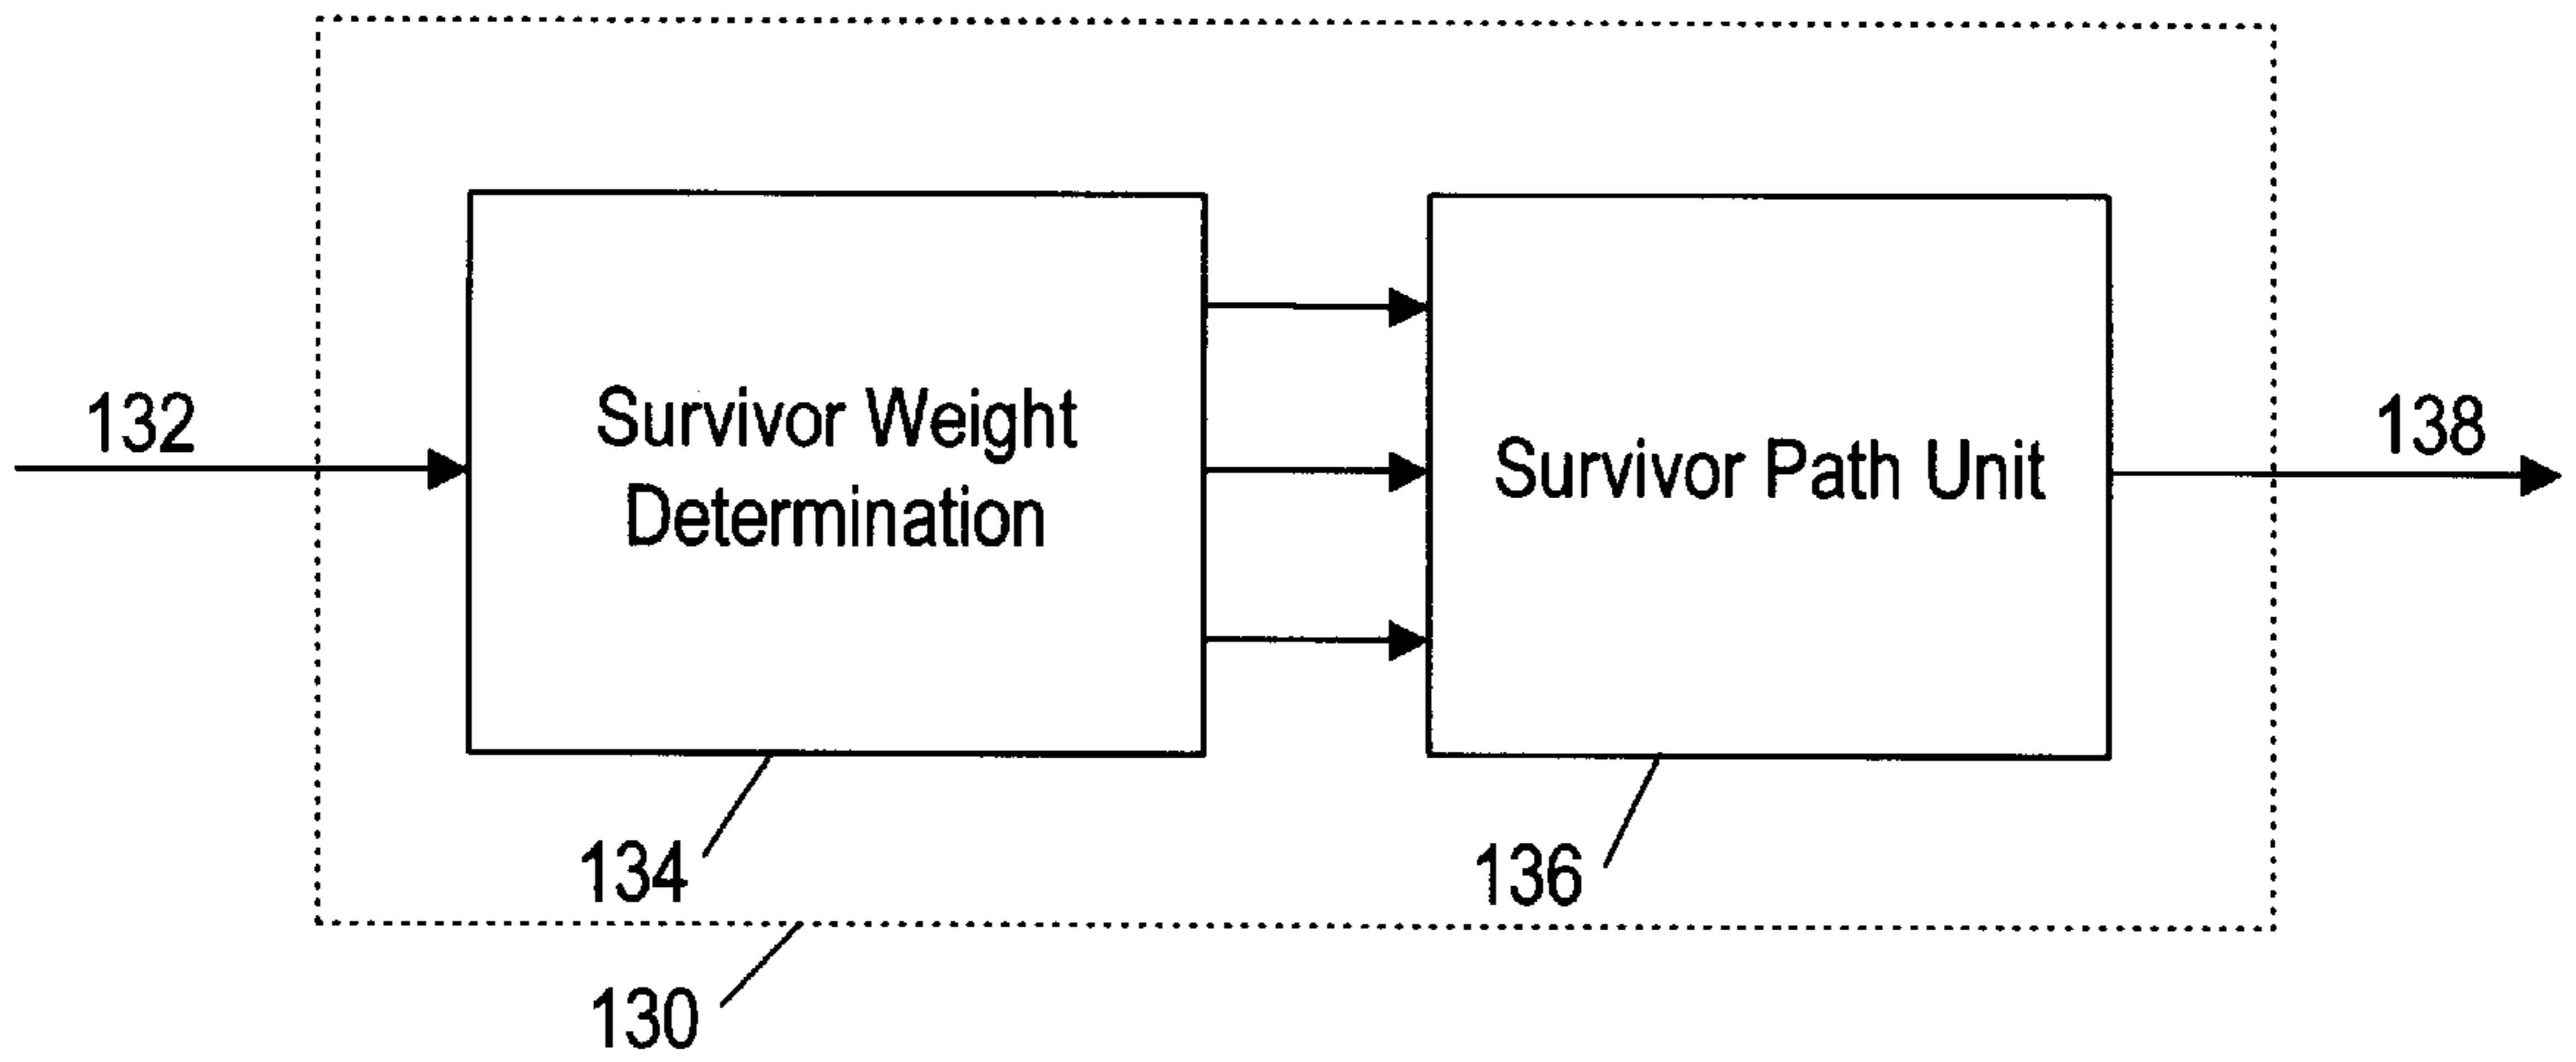 132
Survivor Weight
Determination
Survivor Path Unit
138
134
136
130